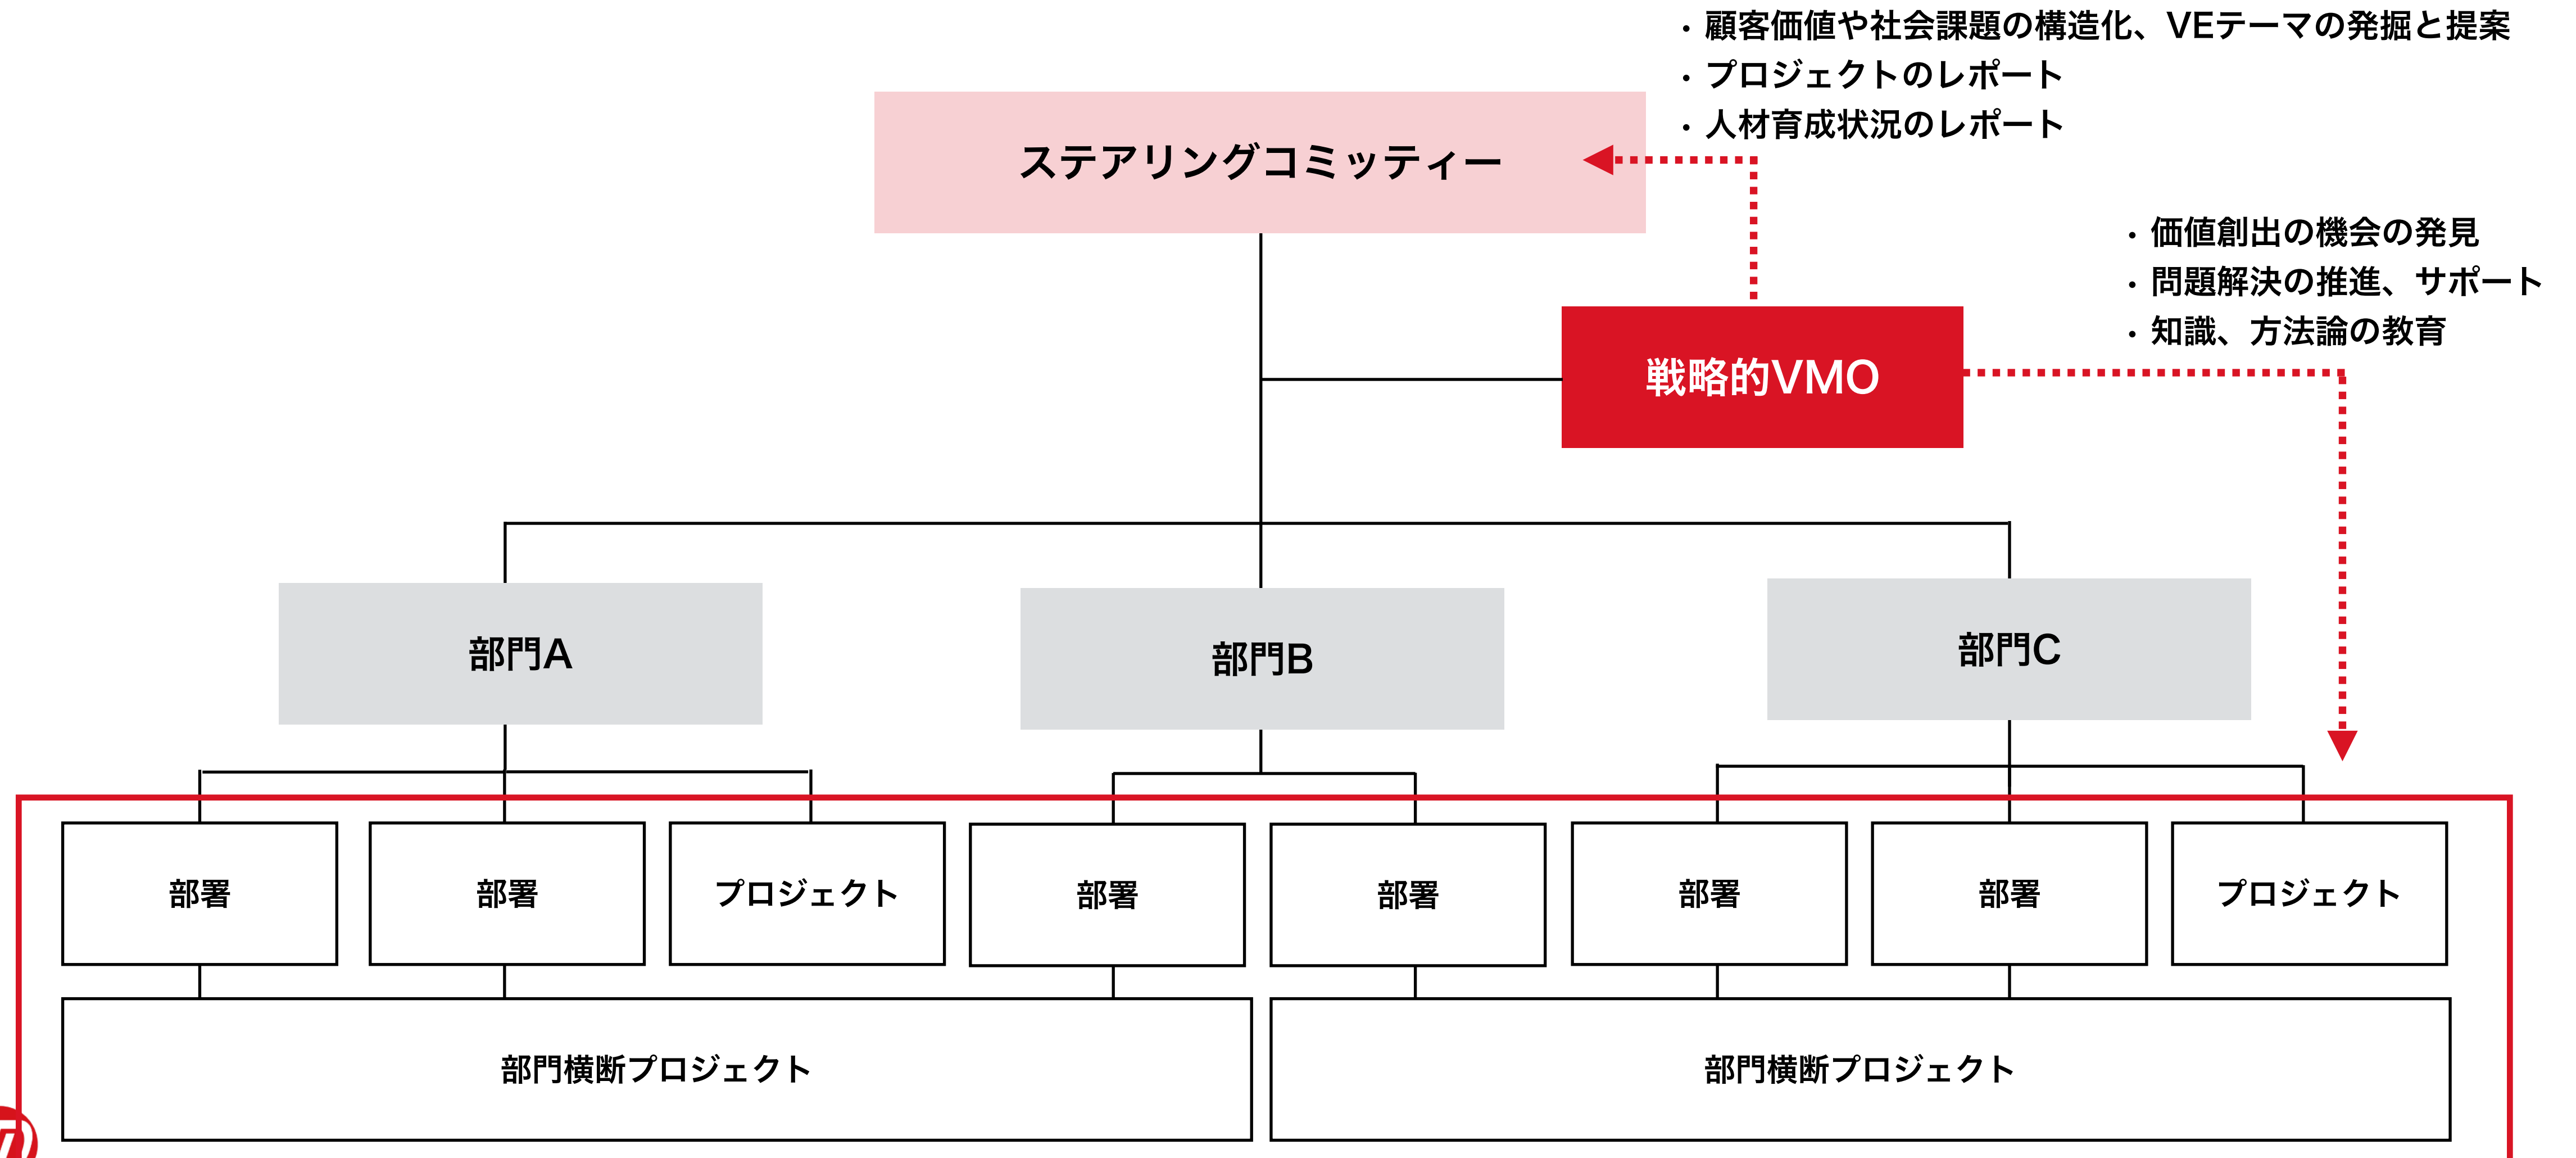 ・顧客価値や社会課題の構造化、VEテーマの発掘と提案
・プロジェクトのレポート
・人材育成状況のレポート
ステアリングコミッティー
・価値創出の機会の発見
・問題解決の推進、サポート
・知識、方法論の教育
戦略的VMO
部門A
部門B
部門C
部署
部署
プロジェクト
部署
部署
部署
部署
プロジェクト
部門横断プロジェクト
部門横断プロジェクト